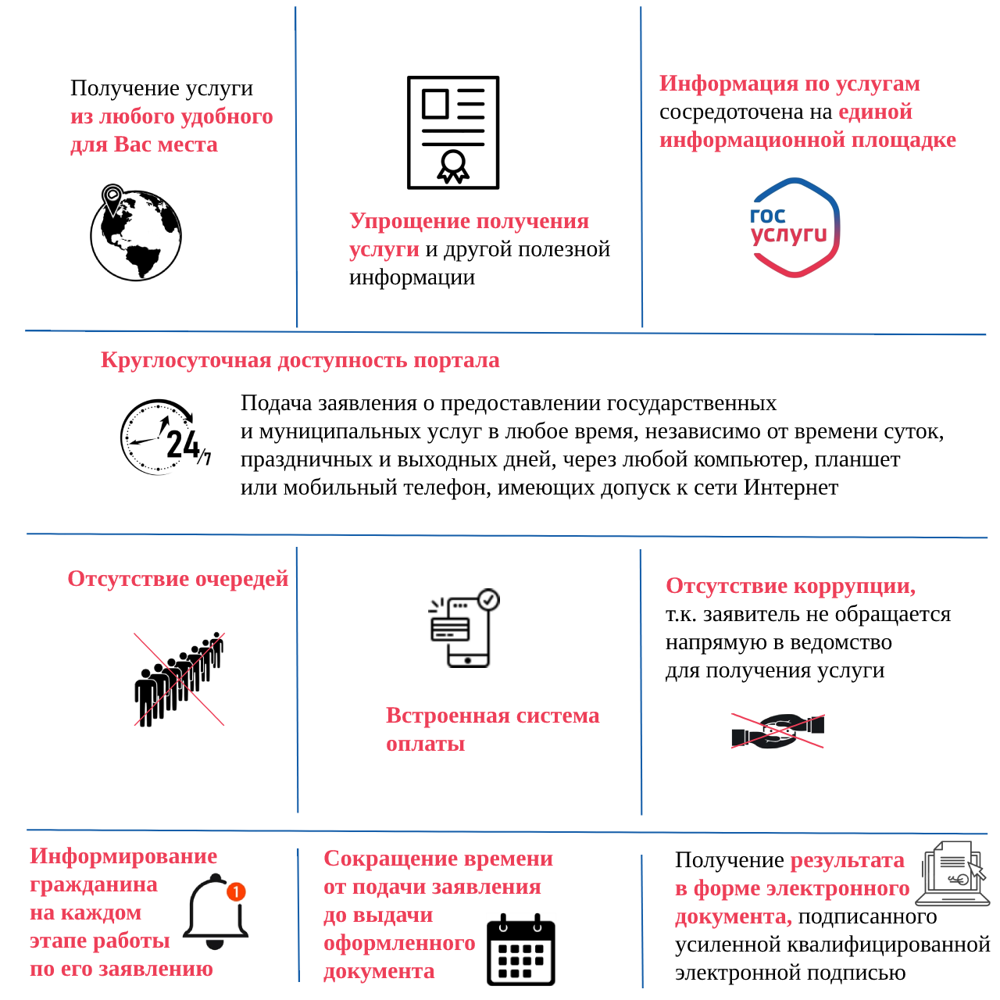 Получение услуги
из любого удобного
для Вас места
Упрощение получения
услуги и другой полезной
информации
Информация по услугам
сосредоточена на единой
информационной площадке
гос
услуги
Круглосуточная доступность портала
24/7
Подача заявления о предоставлении государственных
и муниципальных услуг в любое время, независимо от времени суток,
праздничных и выходных дней, через любой компьютер, планшет
или мобильный телефон, имеющих допуск к сети Интернет
Отсутствие очередей
Встроенная система
оплаты
Отсутствие коррупции,
т.к. заявитель не обращается
напрямую в ведомство
для получения услуги
Информирование
гражданина
на каждом
этапе работы
по его заявлению
1
Сокращение времени
от подачи заявления
до выдачи
оформленного
документа
Получение результата
в форме электронного
документа, подписанного
усиленной квалифицированной
электронной подписью